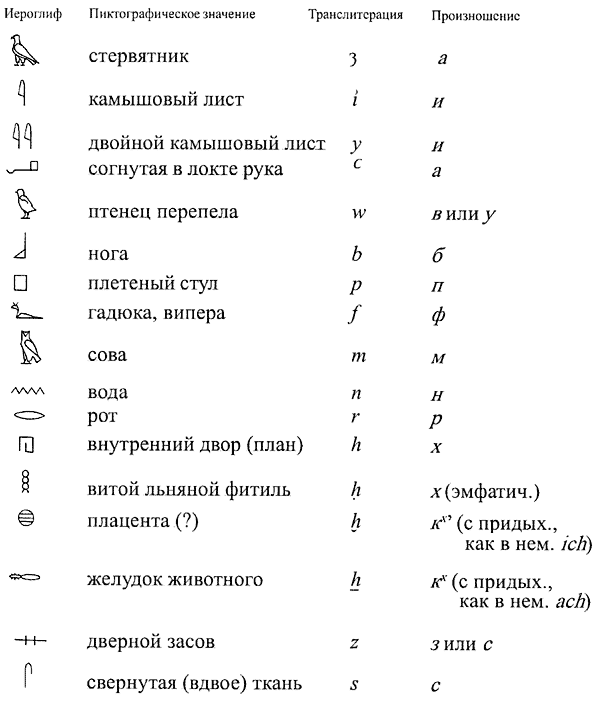 Иероглиф Пиктографическое значение Транслитерация Произношение
стервятник ꜣ а
камышовый лист i҆ и
двойной камышовый лист y и
согнутая в локте рука ꜥ а
птенец перепела w в или у
нога b б
плетеный стул p п
гадюка, випера f ф
сова m м
вода n н
рот r р
внутренний двор (план) h х
витой льняной фитиль ḥ х (эмфатич.)
плацента (?) ḫ кˣ’ (с придых.,
как в нем. ich)
желудок животного ẖ кˣ (с придых.,
как в нем. ach)
дверной засов z з или с
свернутая (вдвое) ткань s с